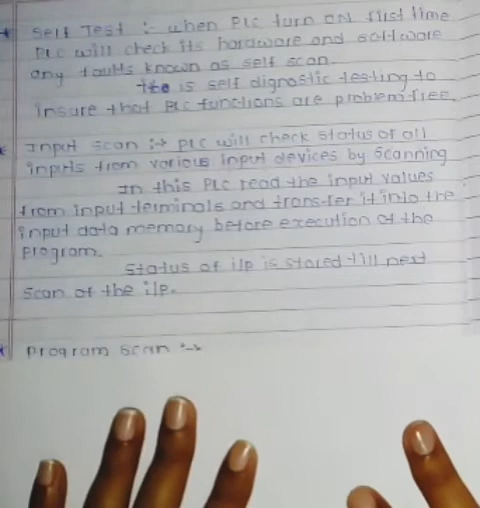 * Self Test :- when PLC turn on first time
PLC will check its hardware and software
any faults known as self scan.
is self dignostic testing to
insure that PLC functions are problem free.
* Input scan :-> PLC will check status of all
inputs from various input devices by scanning
In this PLC read the input values
from input terminals and transfer it into the
input data memory before execution of the
program.
status of i/p is stored till next
scan of the i/p.
* Program scan :->